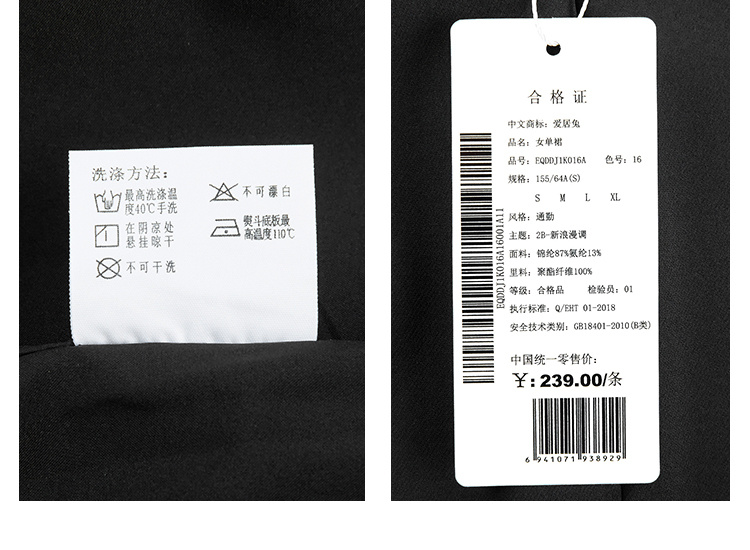 洗涤方法:
最高洗涤温
度40℃手洗
不可漂白
在阴凉处
悬挂晾干
熨斗底板最
高温度110℃
不可干洗
合格证
中文商标: 爱居兔
品名: 女单裙
品号: EQDDJ1K016A 色号: 16
规格: 155/64A(S)
S M L XL
风格: 通勤
主题: 2B-新浪漫调
面料: 锦纶87%氨纶13%
里料: 聚酯纤维100%
等级: 合格品 检验员: 01
执行标准: Q/EHT 01-2018
安全技术类别: GB18401-2010(B类)
中国统一零售价:
¥: 239.00/条
EQDDJ1K016A16001A11
6 941071 938929